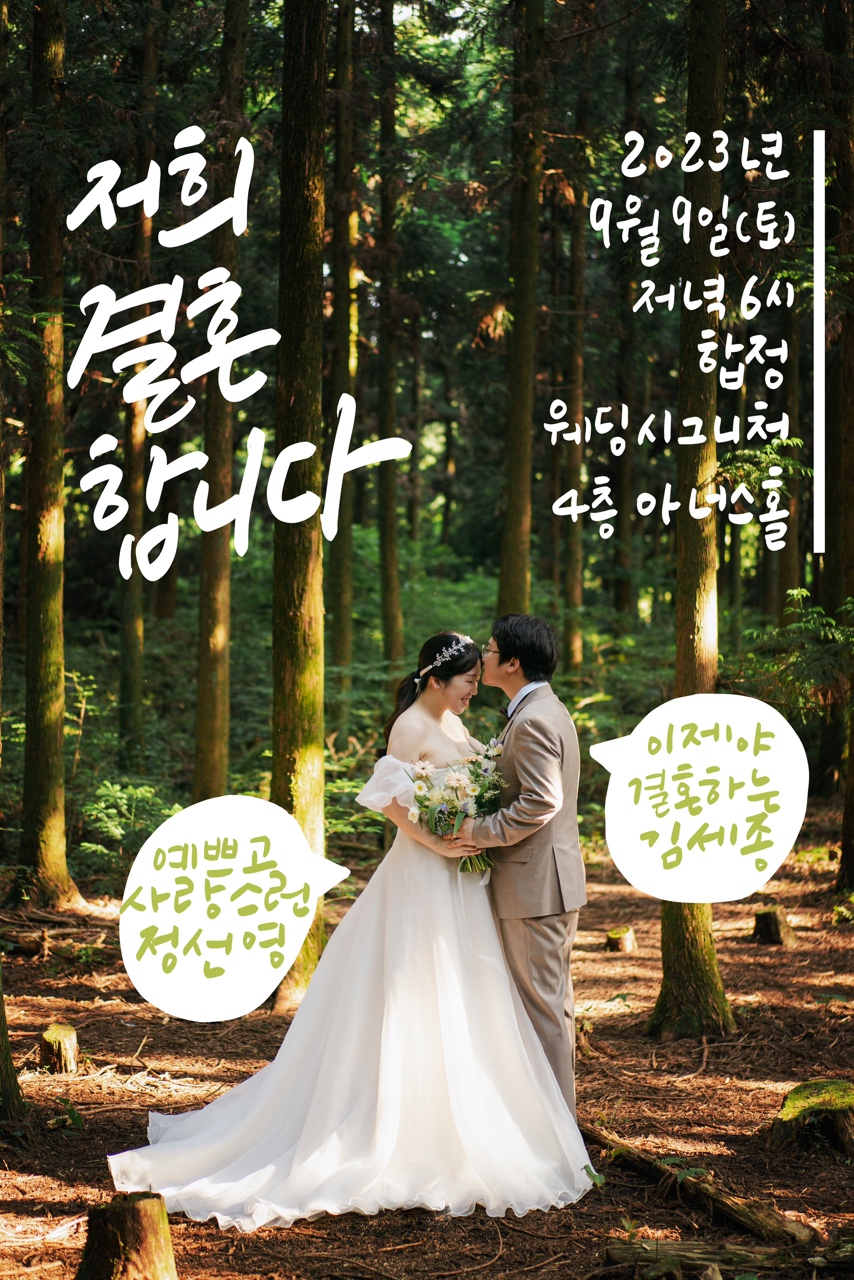 저희
결혼
합니다
2023년
9월 9일(토)
저녁 6시
합정
웨딩시그니처
4층 아너스홀
이제야
결혼하는
김세종
예쁘고
사랑스런
정선영